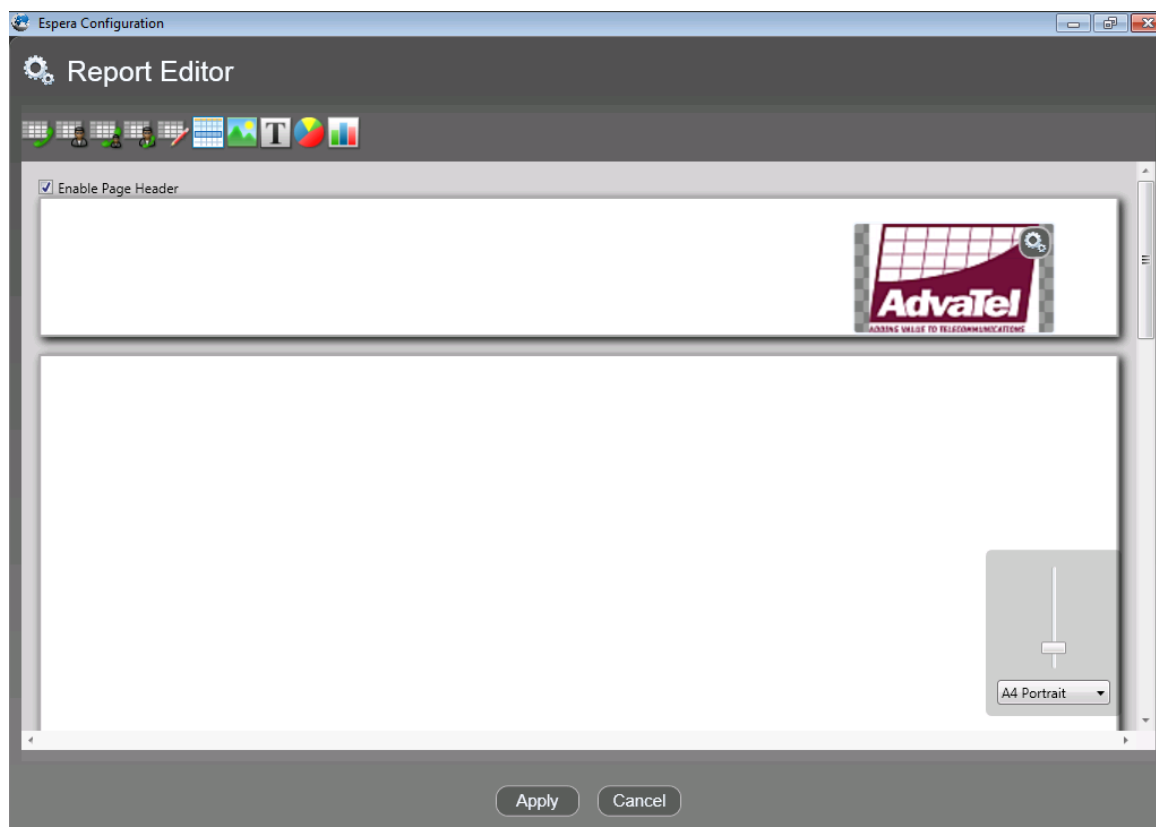 Espera Configuration
Report Editor
T
Enable Page Header
AdvaTel
ADDING VALUE TO TELECOMMUNICATIONS
A4 Portrait
Apply
Cancel